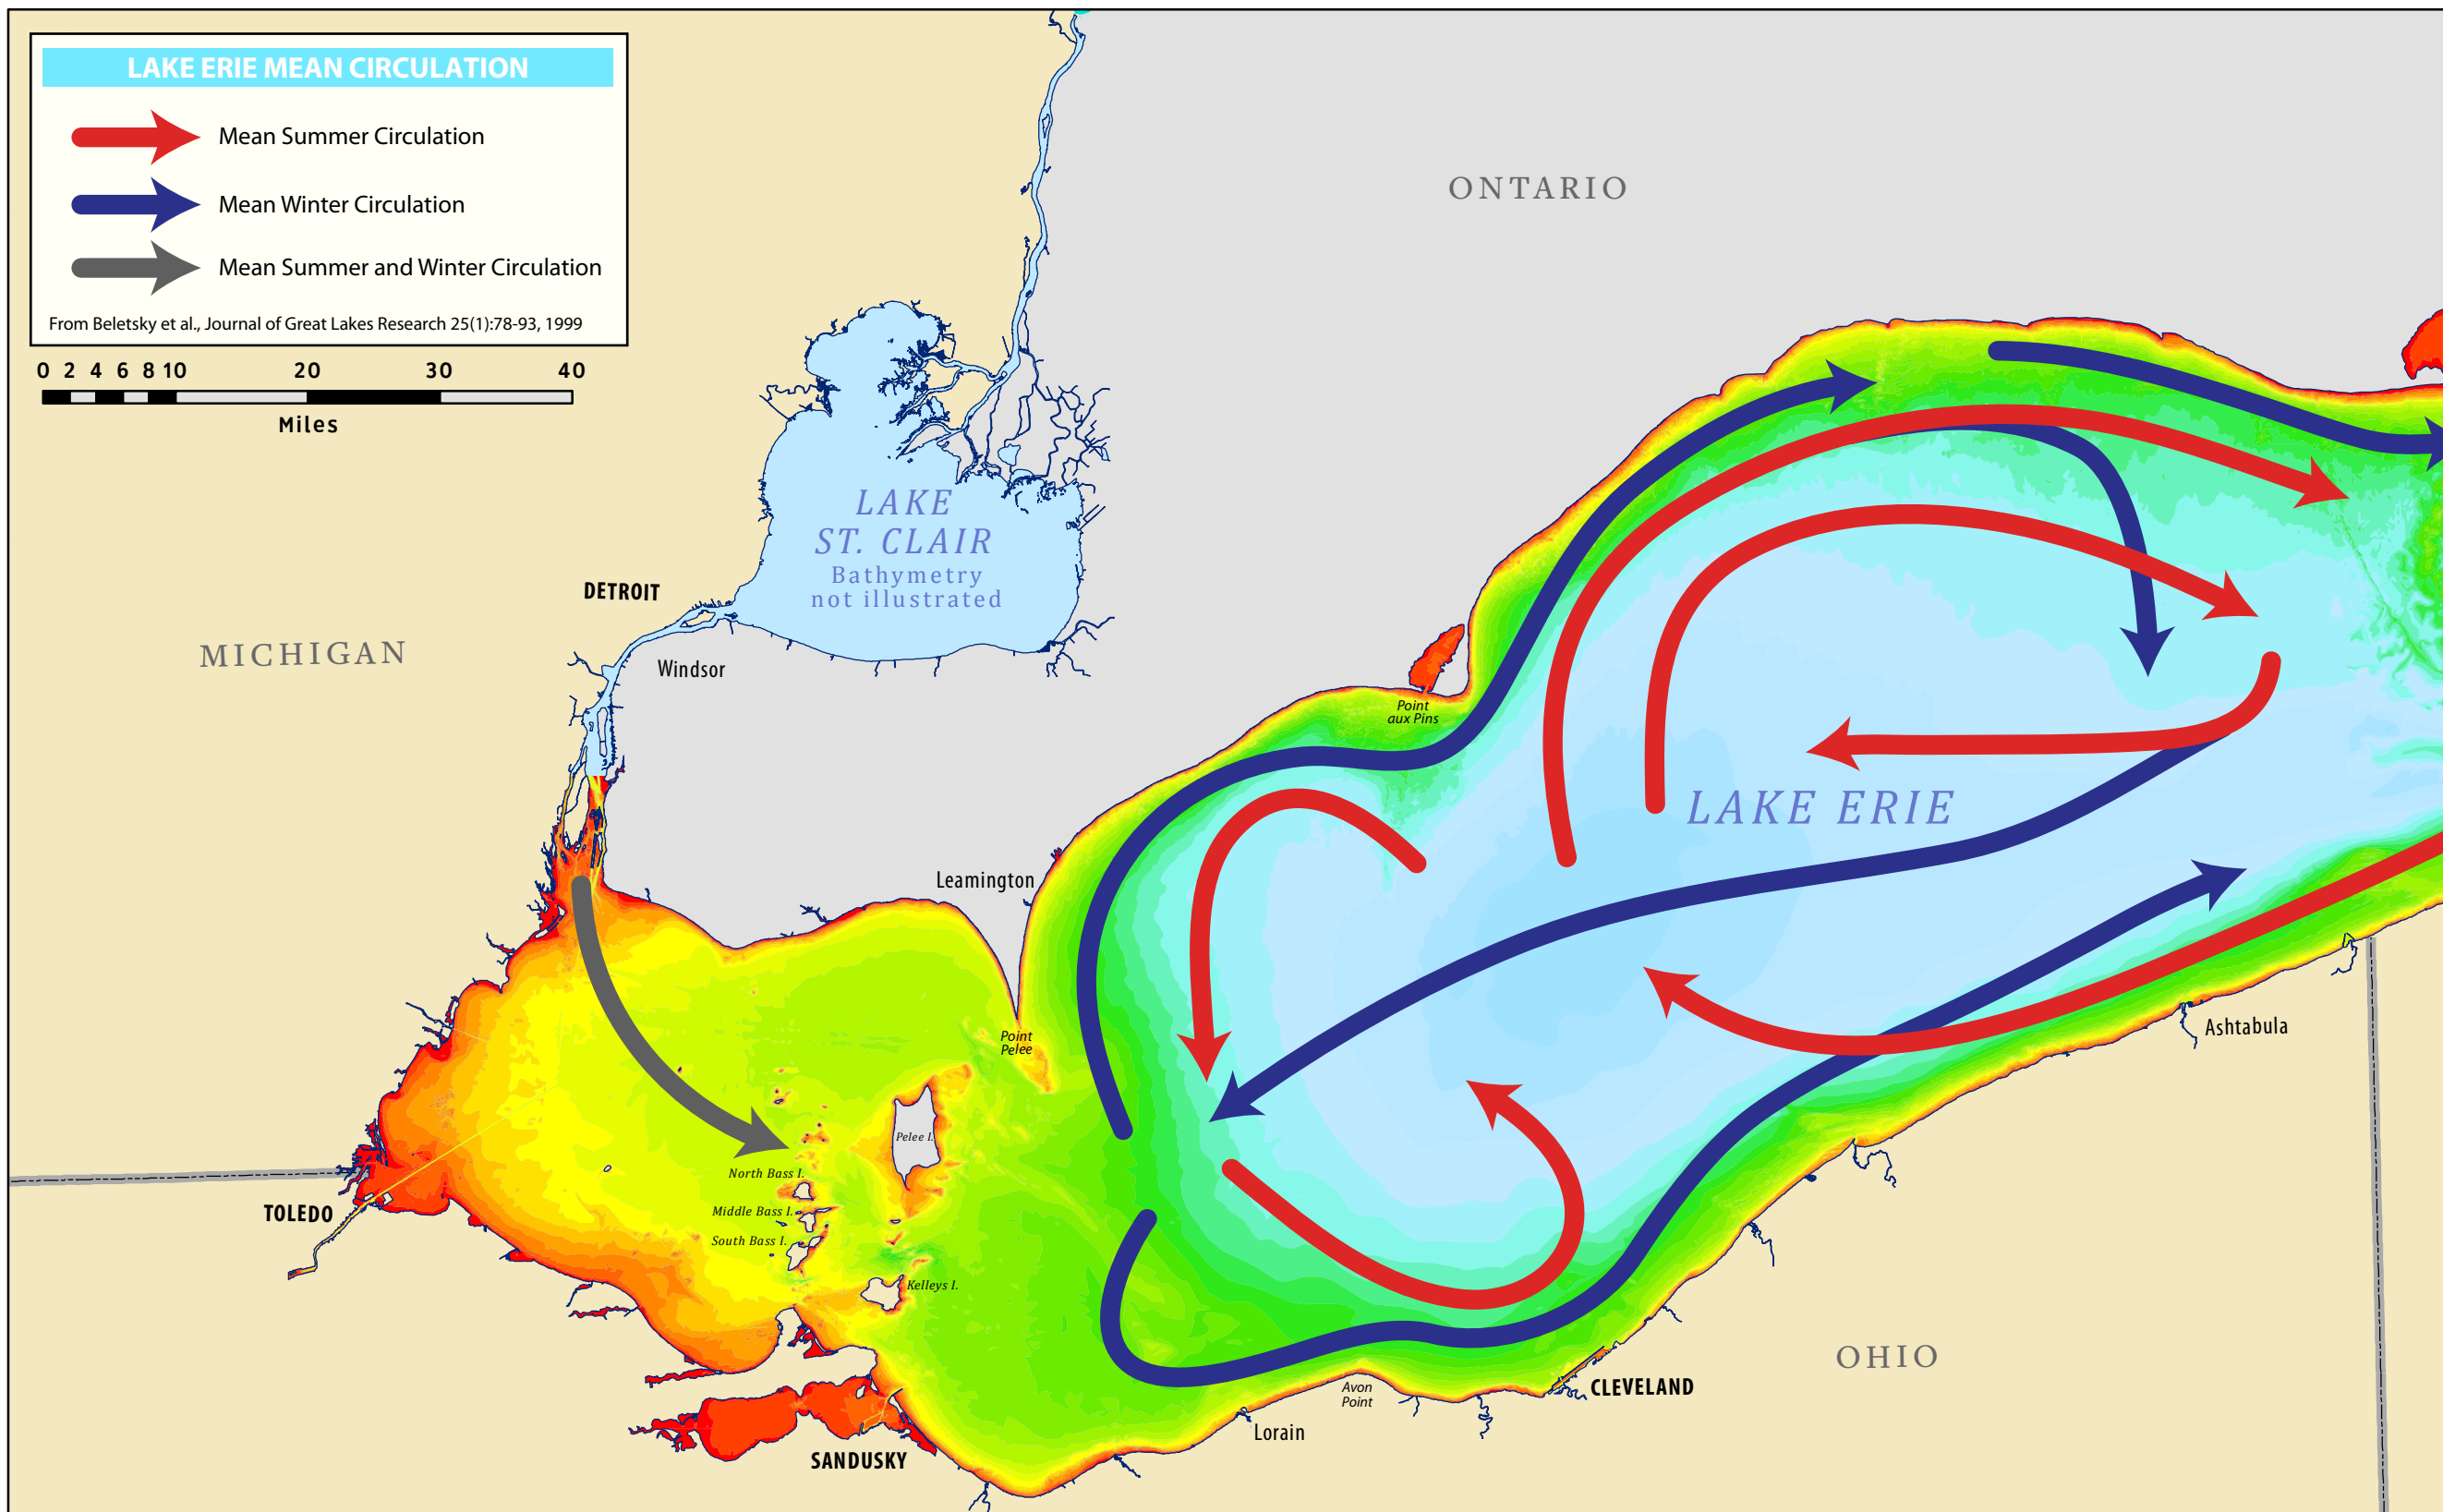 LAKE ERIE MEAN CIRCULATION
Mean Summer Circulation
Mean Winter Circulation
Mean Summer and Winter Circulation
From Beletsky et al., Journal of Great Lakes Research 25(1):78-93, 1999
0 2 4 6 8 10 20 30 40
Miles
ONTARIO
LAKE
ST. CLAIR
Bathymetry
not illustrated
DETROIT
MICHIGAN
Windsor
Point
aux Pins
LAKE ERIE
Leamington
Point
Pelee
Ashtabula
Pelee I.
North Bass I.
Middle Bass I.
TOLEDO
South Bass I.
Kelleys I.
OHIO
Avon
Point
CLEVELAND
Lorain
SANDUSKY